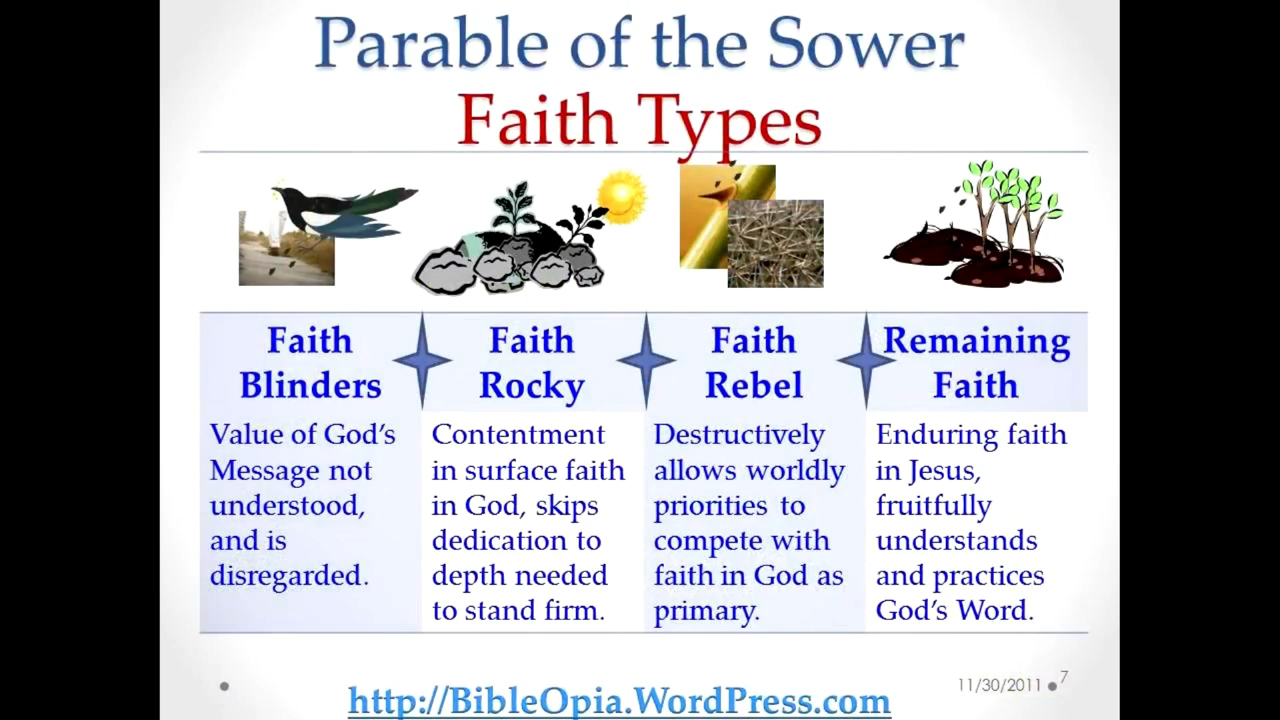 Parable of the Sower
Faith Types
Faith
Blinders
Faith
Rocky
Faith
Rebel
Remaining
Faith
Value of God's
Message not
understood,
and is
disregarded.
Contentment
in surface faith
in God, skips
dedication to
depth needed
to stand firm.
Destructively
allows worldly
priorities to
compete with
faith in God as
primary.
Enduring faith
in Jesus,
fruitfully
understands
and practices
God's Word.
http://BibleOpia.WordPress.com
11/30/2011
7